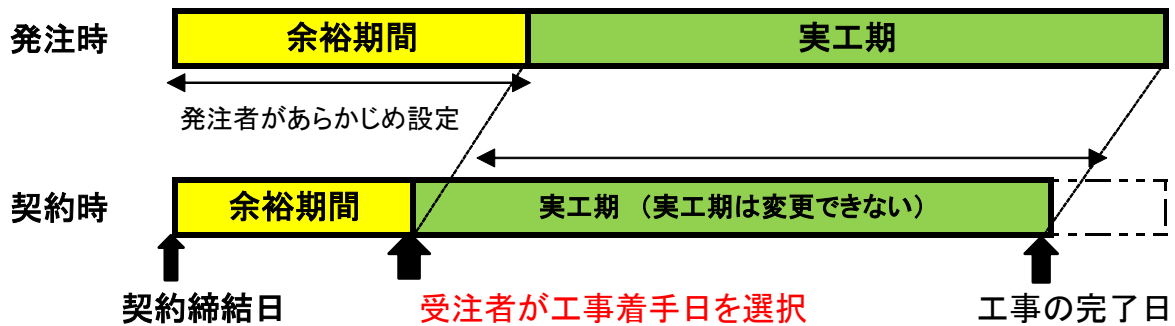 発注時
余裕期間
実工期
発注者があらかじめ設定
契約時
余裕期間
実工期 （実工期は変更できない）
契約締結日
受注者が工事着手日を選択
工事の完了日